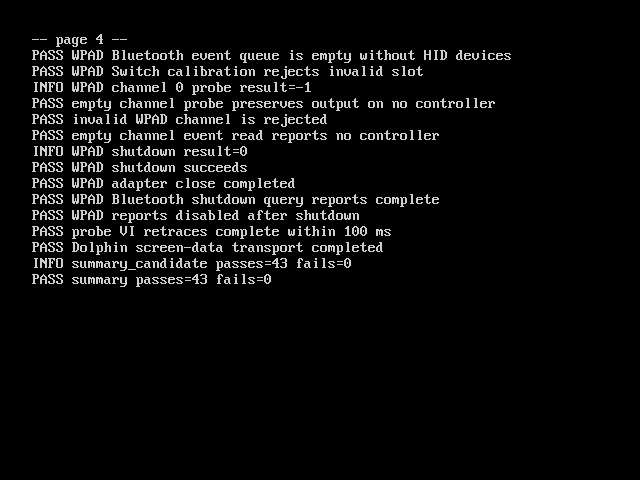 -- page 4 --
PASS WPAD Bluetooth event queue is empty without HID devices
PASS WPAD Switch calibration rejects invalid slot
INFO WPAD channel 0 probe result=-1
PASS empty channel probe preserves output on no controller
PASS invalid WPAD channel is rejected
PASS empty channel event read reports no controller
INFO WPAD shutdown result=0
PASS WPAD shutdown succeeds
PASS WPAD adapter close completed
PASS WPAD Bluetooth shutdown query reports complete
PASS WPAD reports disabled after shutdown
PASS probe VI retraces complete within 100 ms
PASS Dolphin screen-data transport completed
INFO summary_candidate passes=43 fails=0
PASS summary passes=43 fails=0